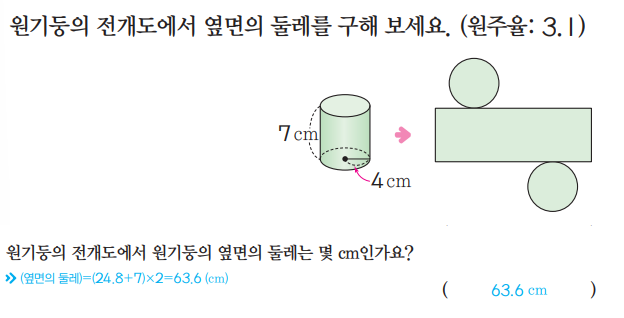 원기둥의 전개도에서 옆면의 둘레를 구해 보세요. (원주율: 3.1)
7 cm
4 cm
원기둥의 전개도에서 원기둥의 옆면의 둘레는 몇 cm인가요?
(옆면의 둘레)=(24.8+7)×2=63.6 (cm)
( 63.6 cm )